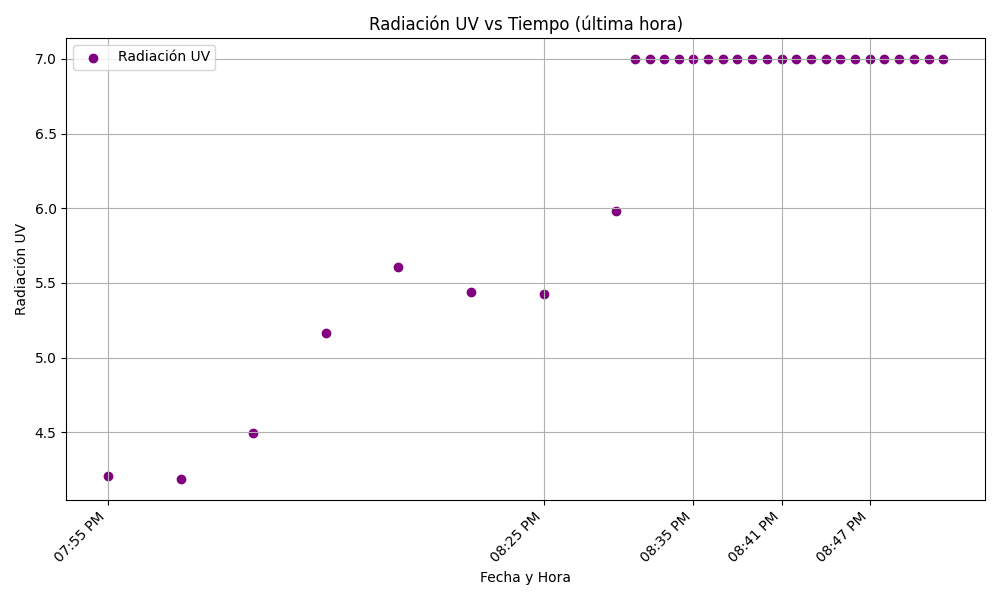 Radiación UV vs Tiempo (última hora)
Radiación UV
7.0
6.5
6.0
5.5
5.0
4.5
Radiación UV
07:55 PM
08:25 PM
08:35 PM
08:41 PM
08:47 PM
Fecha y Hora